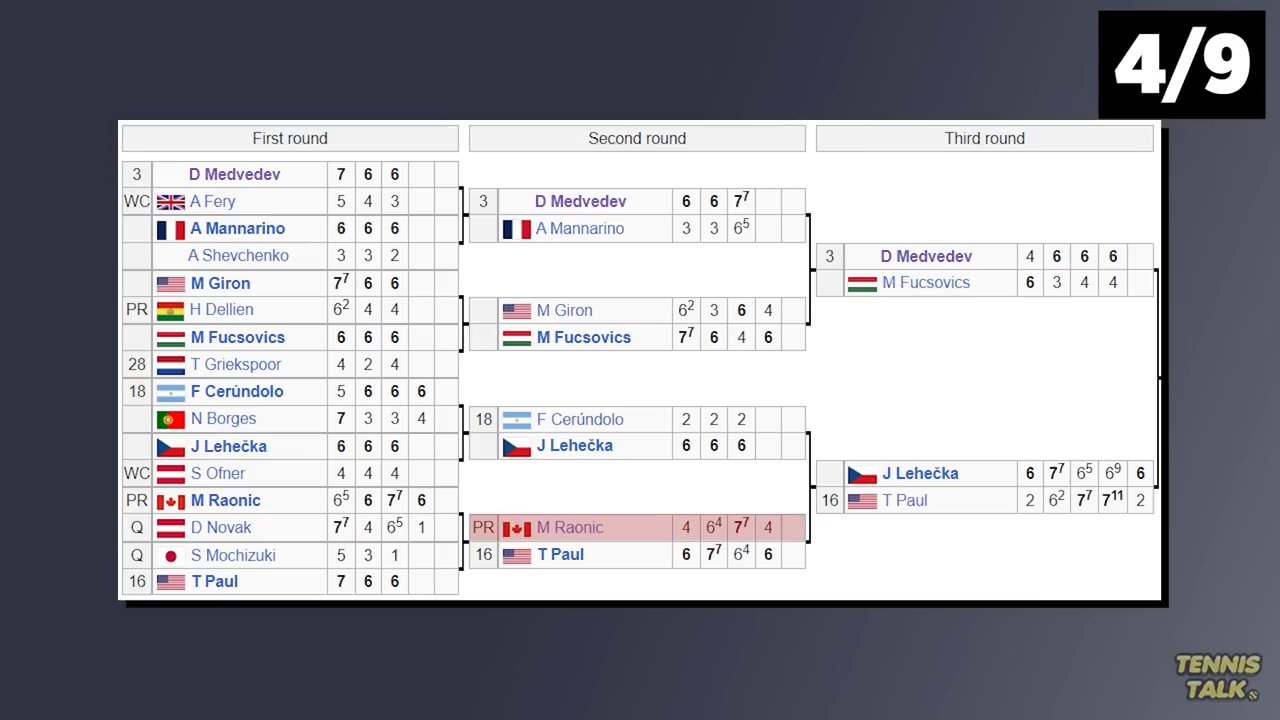 4/9
First round Second round Third round
3 D Medvedev 7 6 6
WC A Fery 5 4 3
A Mannarino 6 6 6
A Shevchenko 3 3 2
M Giron 7⁷ 6 6
PR H Dellien 6² 4 4
M Fucsovics 6 6 6
28 T Griekspoor 4 2 4
18 F Cerúndolo 5 6 6 6
N Borges 7 3 3 4
J Lehečka 6 6 6
WC S Ofner 4 4 4
PR M Raonic 6⁵ 6 7⁷ 6
Q D Novak 7⁷ 4 6⁵ 1
Q S Mochizuki 5 3 1
16 T Paul 7 6 6
3 D Medvedev 6 6 7⁷
A Mannarino 3 3 6⁵
M Giron 6² 3 6 4
M Fucsovics 7⁷ 6 4 6
18 F Cerúndolo 2 2 2
J Lehečka 6 6 6
PR M Raonic 4 6⁴ 7⁷ 4
16 T Paul 6 7⁷ 6⁴ 6
3 D Medvedev 4 6 6 6
M Fucsovics 6 3 4 4
J Lehečka 6 7⁷ 6⁵ 6⁹ 6
16 T Paul 2 6² 7⁷ 7¹¹ 2
TENNIS
TALK